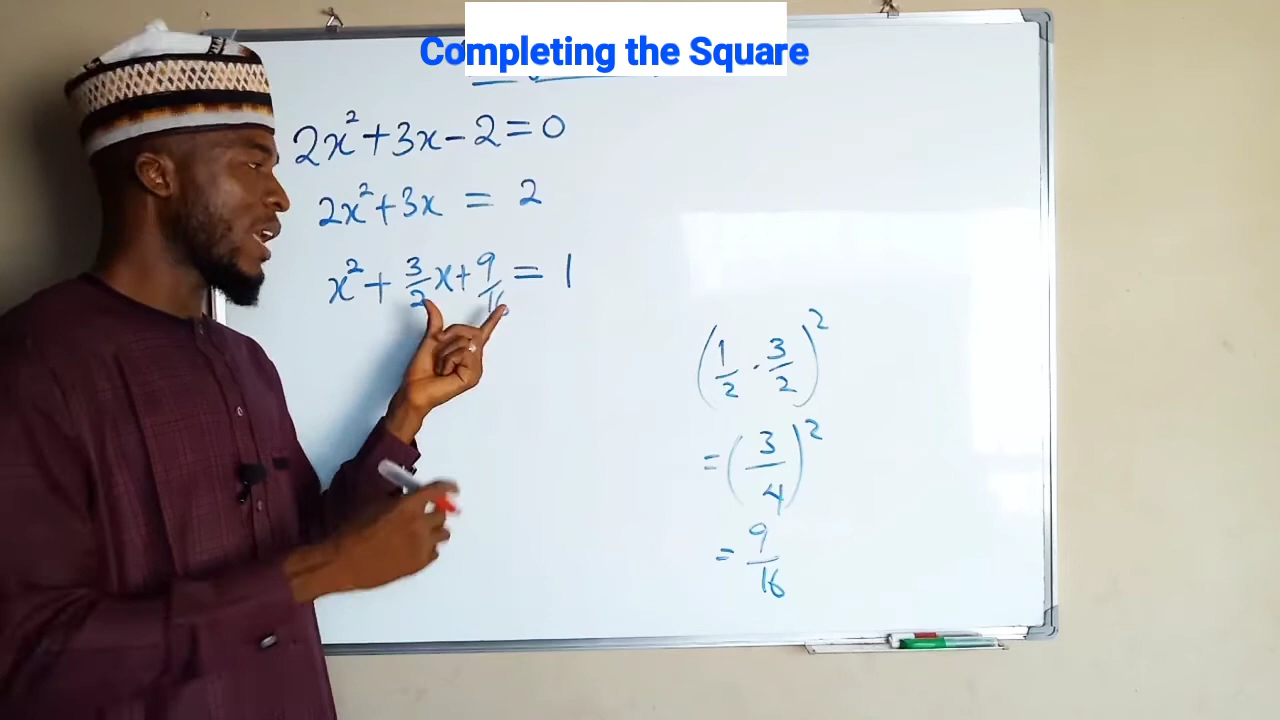 Completing the Square
2x² + 3x - 2 = 0
2x² + 3x = 2
x² + 3/2 x + 9/16 = 1
(1/2 · 3/2)²
= (3/4)²
= 9/16